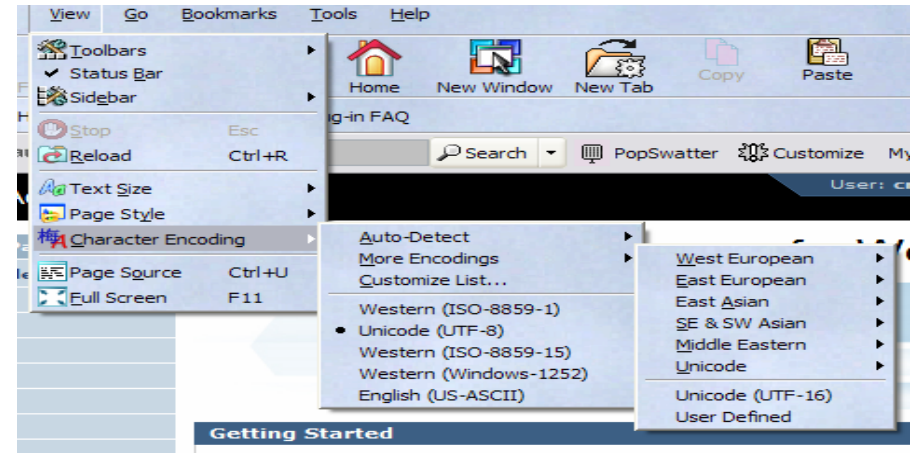 View Go Bookmarks Tools Help
Toolbars
Status Bar
Sidebar
Stop Esc
Reload Ctrl+R
Text Size
Page Style
Character Encoding
Page Source Ctrl+U
Full Screen F11
Home New Window New Tab Copy Paste
g-in FAQ
Search PopSwatter Customize My
User:
Auto-Detect
More Encodings
Customize List...
Western (ISO-8859-1)
Unicode (UTF-8)
Western (ISO-8859-15)
Western (Windows-1252)
English (US-ASCII)
West European
East European
East Asian
SE & SW Asian
Middle Eastern
Unicode
Unicode (UTF-16)
User Defined
Getting Started